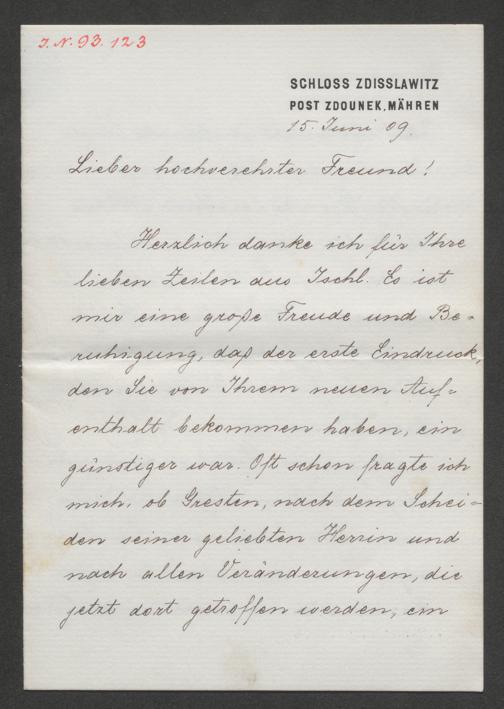 J. N. 93.123
SCHLOSS ZDISSLAWITZ
POST ZDOUNEK, MÄHREN
15. Juni 09.
Lieber hochverehrter Freund!
Herzlich danke ich für Ihre
lieben Zeilen aus Ischl. Es ist
mir eine große Freude und Be-
ruhigung, daß der erste Eindruck,
den Sie von Ihrem neuen Auf-
enthalt bekommen haben, ein
günstiger war. Oft schon fragte ich
mich, ob Gresten, nach dem Schei-
den seiner geliebten Herrin und
nach allen Veränderungen, die
jetzt dort getroffen werden, ein